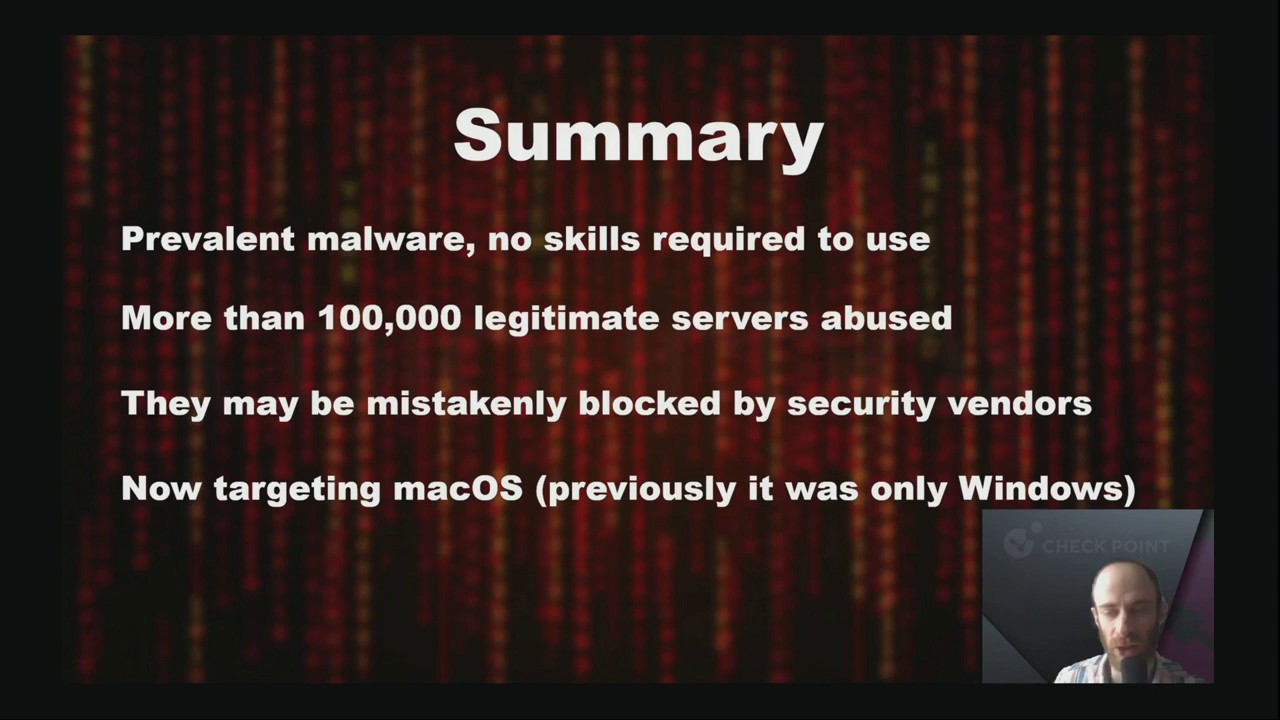 Summary
Prevalent malware, no skills required to use
More than 100,000 legitimate servers abused
They may be mistakenly blocked by security vendors
Now targeting macOS (previously it was only Windows)
CHECK POINT